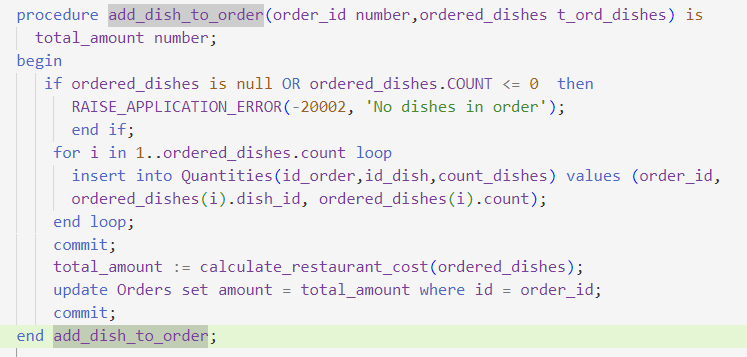 procedure add_dish_to_order(order_id number,ordered_dishes t_ord_dishes) is
total_amount number;
begin
if ordered_dishes is null OR ordered_dishes.COUNT <= 0  then
RAISE_APPLICATION_ERROR(-20002, 'No dishes in order');
end if;
for i in 1..ordered_dishes.count loop
insert into Quantities(id_order,id_dish,count_dishes) values (order_id,
ordered_dishes(i).dish_id, ordered_dishes(i).count);
end loop;
commit;
total_amount := calculate_restaurant_cost(ordered_dishes);
update Orders set amount = total_amount where id = order_id;
commit;
end add_dish_to_order;